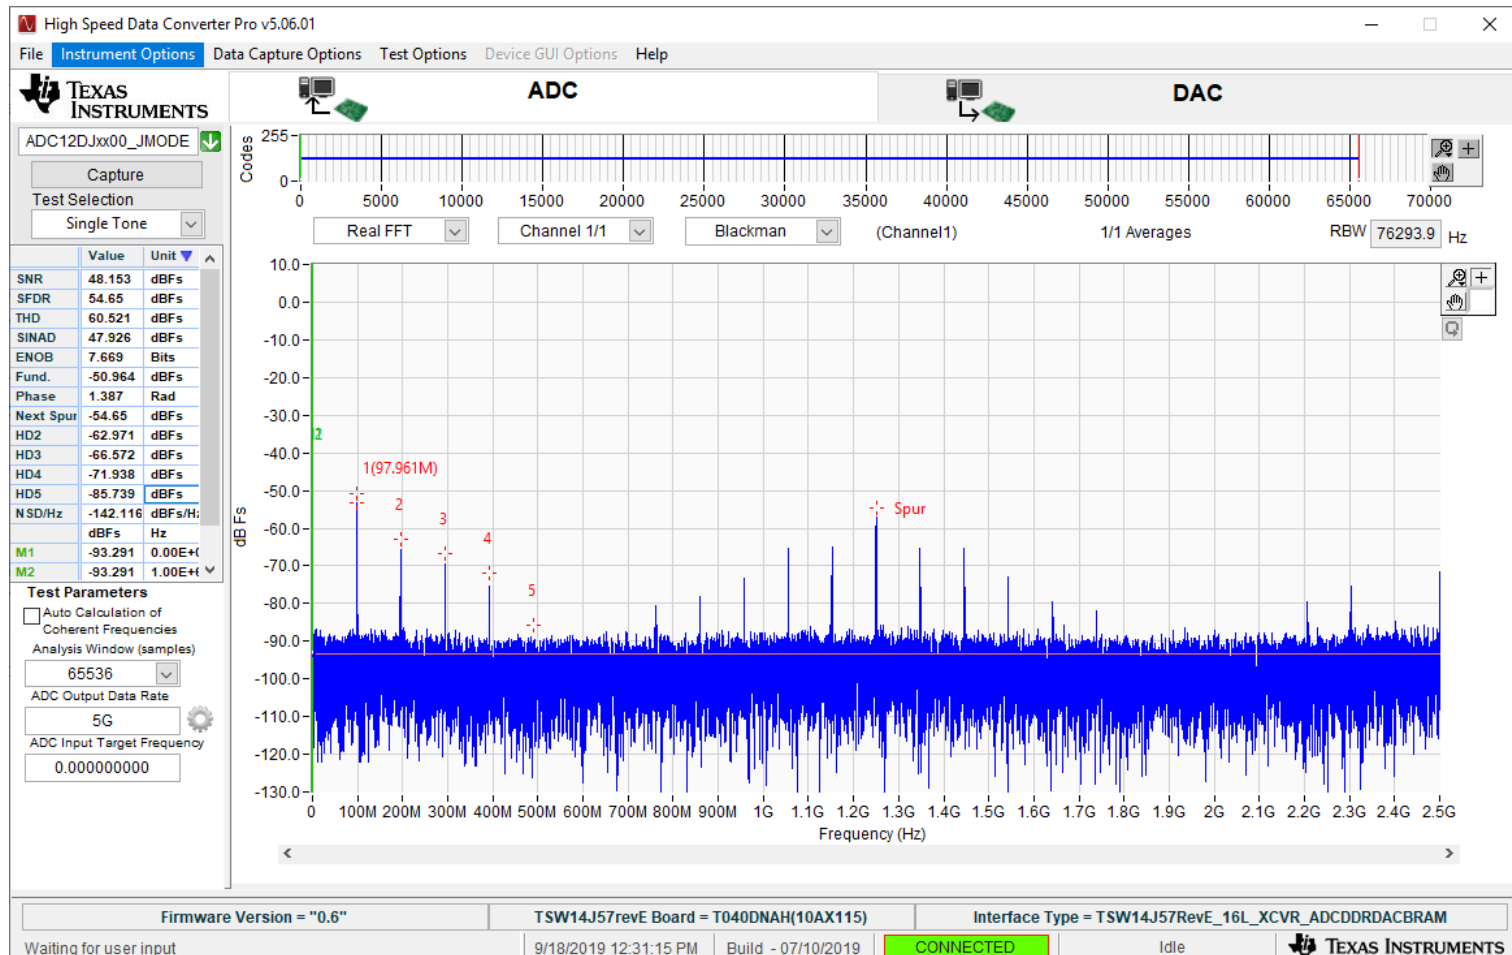 High Speed Data Converter Pro v5.06.01
File Instrument Options Data Capture Options Test Options Device GUI Options Help
TEXAS INSTRUMENTS
ADC
DAC
ADC12DJxx00_JMODE
Capture
Test Selection
Single Tone
Codes
255
0
0 5000 10000 15000 20000 25000 30000 35000 40000 45000 50000 55000 60000 65000 70000
Real FFT Channel 1/1 Blackman (Channel1) 1/1 Averages RBW 76293.9 Hz
Value Unit
SNR 48.153 dBFs
SFDR 54.65 dBFs
THD 60.521 dBFs
SINAD 47.926 dBFs
ENOB 7.669 Bits
Fund. -50.964 dBFs
Phase 1.387 Rad
Next Spur -54.65 dBFs
HD2 -62.971 dBFs
HD3 -66.572 dBFs
HD4 -71.938 dBFs
HD5 -85.739 dBFs
NSD/Hz -142.116 dBFs/Hz
dBFs Hz
M1 -93.291 0.00E+0
M2 -93.291 1.00E+6
Test Parameters
Auto Calculation of
Coherent Frequencies
Analysis Window (samples)
65536
ADC Output Data Rate
5G
ADC Input Target Frequency
0.000000000
dBFs
10.0
0.0
-10.0
-20.0
-30.0
-40.0
-50.0
-60.0
-70.0
-80.0
-90.0
-100.0
-110.0
-120.0
-130.0
1(97.961M)
2
3
4
5
Spur
0 100M 200M 300M 400M 500M 600M 700M 800M 900M 1G 1.1G 1.2G 1.3G 1.4G 1.5G 1.6G 1.7G 1.8G 1.9G 2G 2.1G 2.2G 2.3G 2.4G 2.5G
Frequency (Hz)
Firmware Version = "0.6" TSW14J57revE Board = T040DNAH(10AX115) Interface Type = TSW14J57RevE_16L_XCVR_ADCDDRDACBRAM
Waiting for user input 9/18/2019 12:31:15 PM Build - 07/10/2019 CONNECTED Idle TEXAS INSTRUMENTS